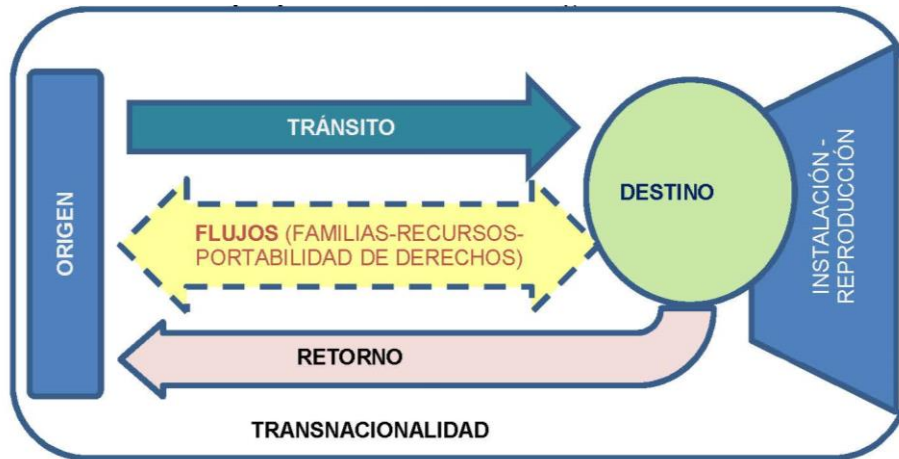 ORIGEN
TRÁNSITO
FLUJOS (FAMILIAS-RECURSOS-
PORTABILIDAD DE DERECHOS)
RETORNO
DESTINO
INSTALACIÓN -
REPRODUCCIÓN
TRANSNACIONALIDAD